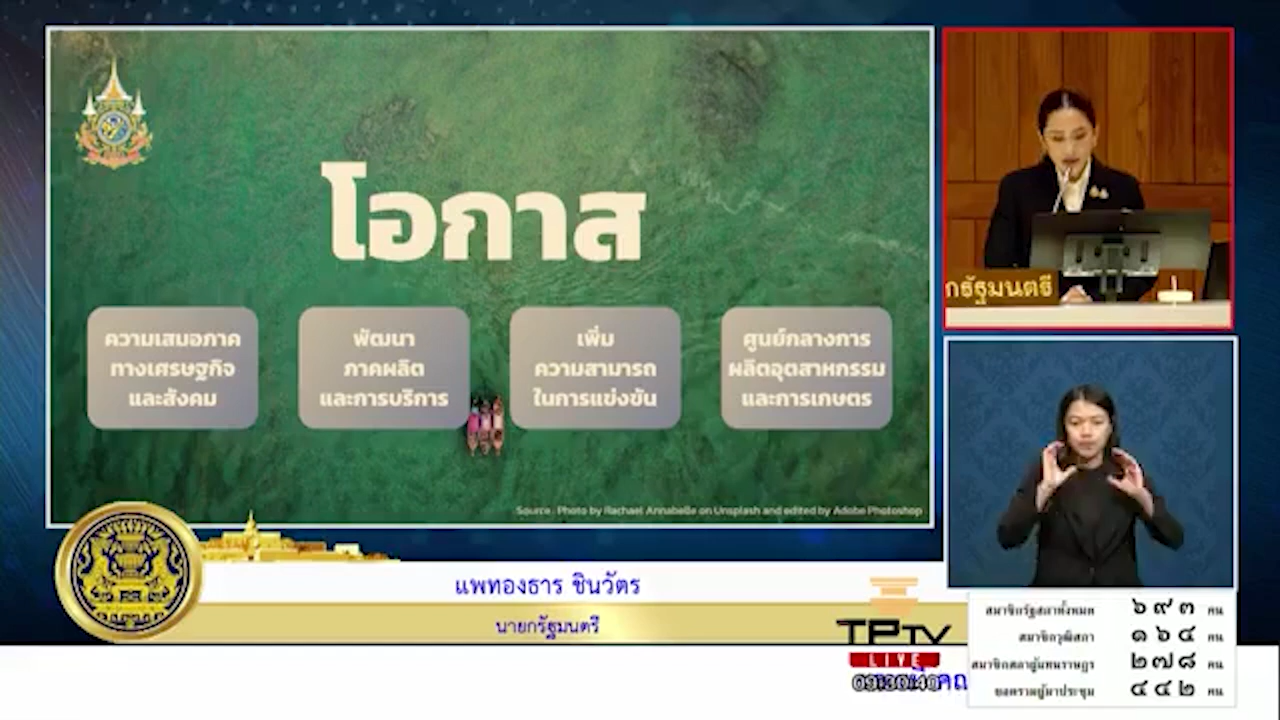 โอกาส
ความเสมอภาค
ทางเศรษฐกิจ
และสังคม
พัฒนา
ภาคผลิต
และการบริการ
เพิ่ม
ความสามารถ
ในการแข่งขัน
ศูนย์กลางการ
ผลิตอุตสาหกรรม
และการเกษตร
Source : Photo by Rachael Annabelle on Unsplash and edited by Adobe Photoshop
กรัฐมนตรี
แพทองธาร ชินวัตร
นายกรัฐมนตรี
TPTV
LIVE
สมาชิกรัฐสภาทั้งหมด ๖๙๓ คน
สมาชิกวุฒิสภา ๑๖๔ คน
สมาชิกสภาผู้แทนราษฎร ๒๗๘ คน
ยอดรวมผู้มาประชุม ๔๔๒ คน